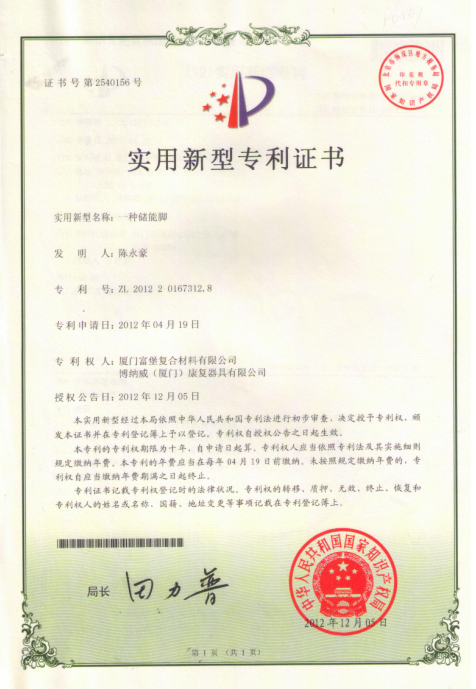 证书号第2540156号
印花税
代扣专用章
国家知识产权局
实用新型专利证书
实用新型名称：一种储能脚
发 明 人：陈永豪
专 利 号：ZL 2012 2 0167312.8
专利申请日：2012年04月19日
专 利 权 人：厦门富堡复合材料有限公司
博纳威（厦门）康复器具有限公司
授权公告日：2012年12月05日
本实用新型经过本局依照中华人民共和国专利法进行初步审查，决定授予专利权，颁
发本证书并在专利登记簿上予以登记。专利权自授权公告之日起生效。
本专利的专利权期限为十年，自申请日起算。专利权人应当依照专利法及其实施细则
规定缴纳年费。本专利的年费应当在每年04月19日前缴纳。未按照规定缴纳年费的，专
利权自应当缴纳年费期满之日起终止。
专利证书记载专利权登记时的法律状况。专利权的转移、质押、无效、终止、恢复和
专利权人的姓名或名称、国籍、地址变更等事项记载在专利登记簿上。
局长 田力普
中华人民共和国国家知识产权局
2012年12月05日
第1页（共1页）